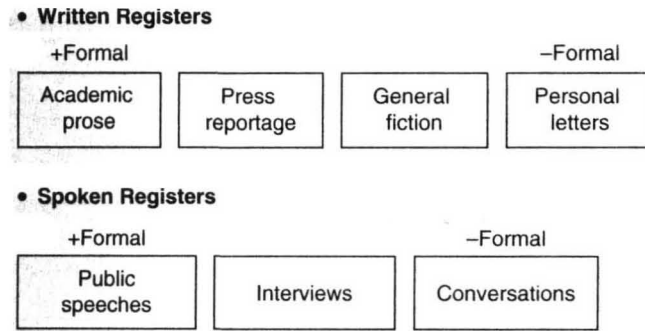 • Written Registers
+Formal –Formal
Academic prose
Press reportage
General fiction
Personal letters
• Spoken Registers
+Formal –Formal
Public speeches
Interviews
Conversations